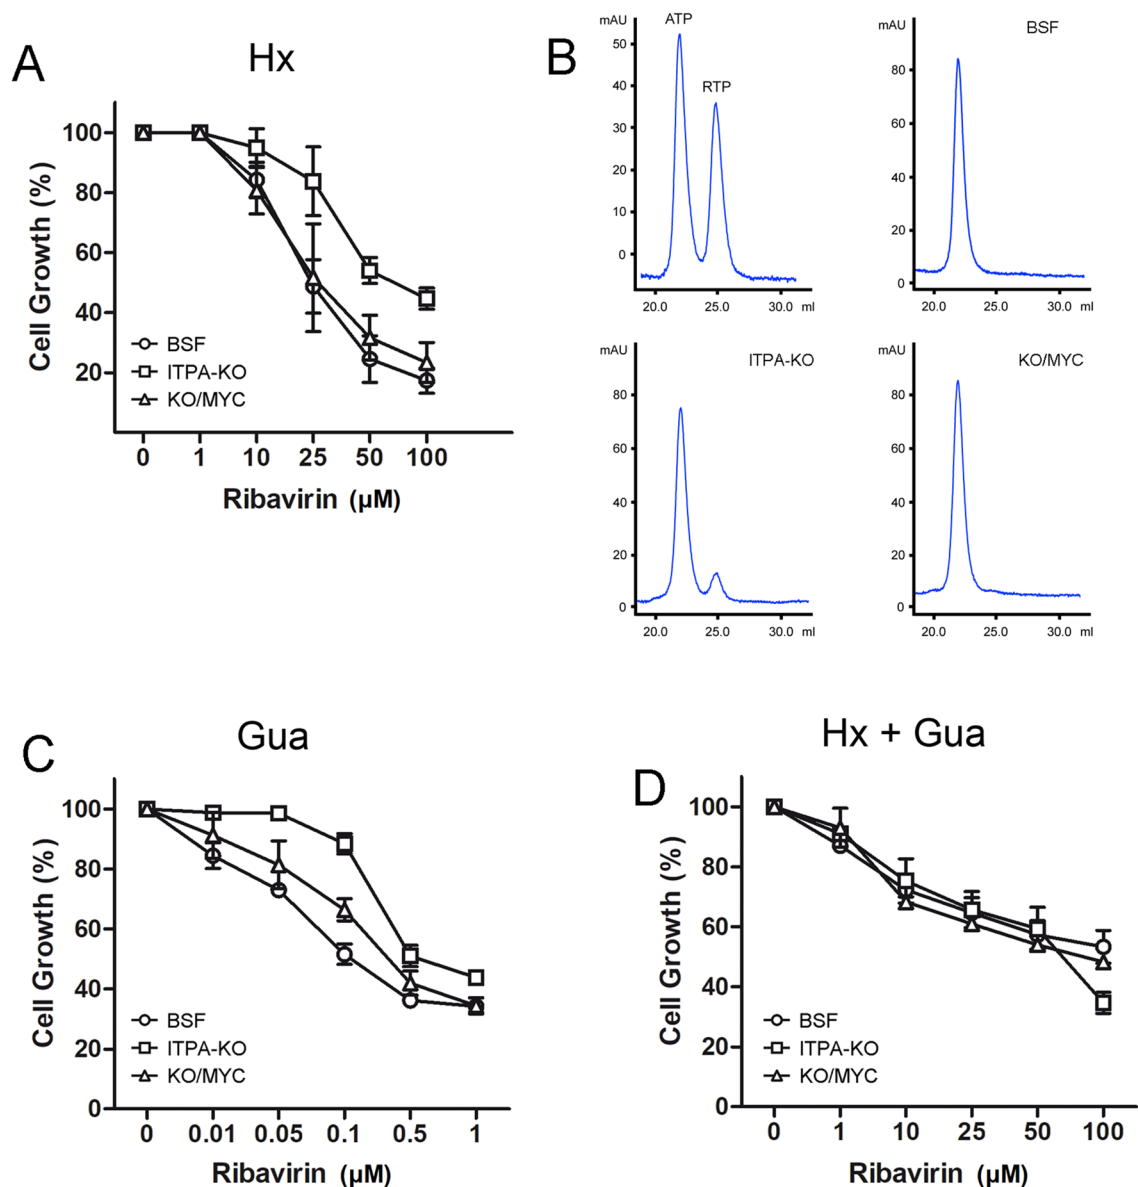 A
Hx
Cell Growth (%)
100
80
60
40
20
BSF
ITPA-KO
KO/MYC
0 1 10 25 50 100
Ribavirin (µM)
B
mAU
ATP
RTP
50
40
30
20
10
0
20.0 25.0 30.0 ml
mAU
BSF
80
60
40
20
0
20.0 25.0 30.0 ml
mAU
ITPA-KO
80
60
40
20
0
20.0 25.0 30.0 ml
mAU
KO/MYC
80
60
40
20
0
20.0 25.0 30.0 ml
C
Gua
Cell Growth (%)
100
80
60
40
20
0
BSF
ITPA-KO
KO/MYC
0 0.01 0.05 0.1 0.5 1
Ribavirin (µM)
D
Hx + Gua
Cell Growth (%)
100
80
60
40
20
0
BSF
ITPA-KO
KO/MYC
0 1 10 25 50 100
Ribavirin (µM)